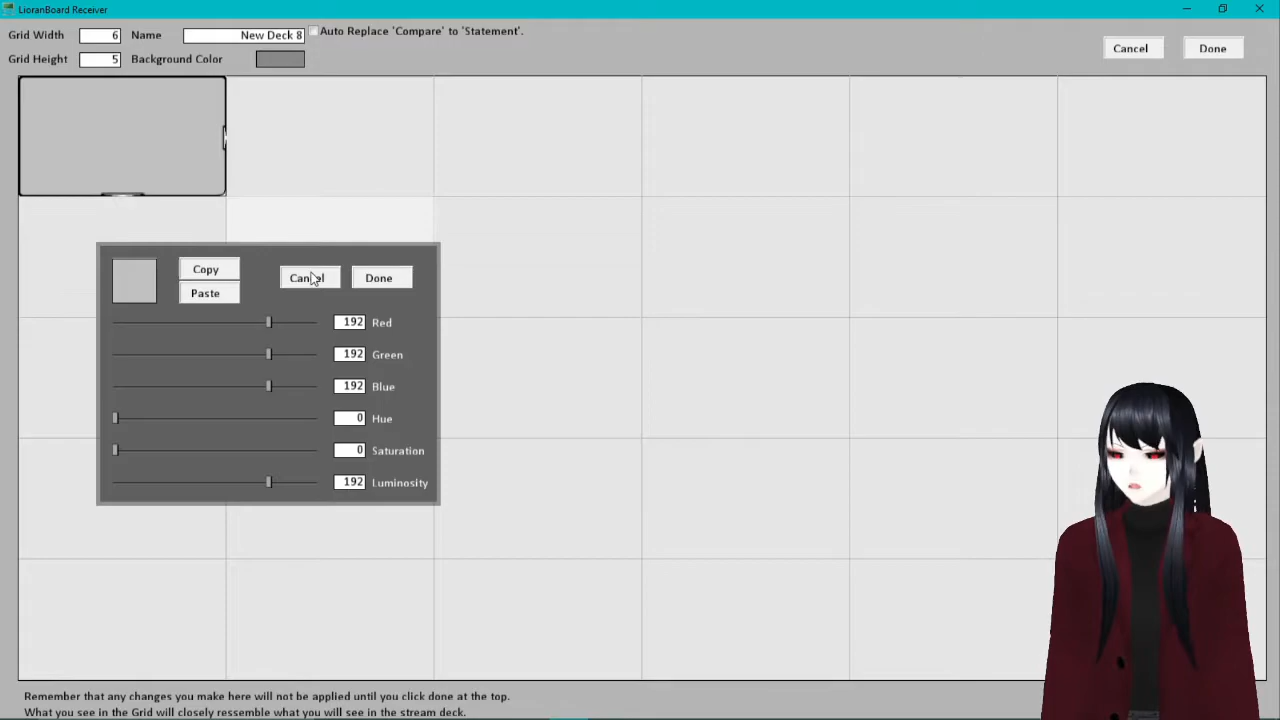 LioranBoard Receiver
Grid Width 6 Name New Deck 8 Auto Replace 'Compare' to 'Statement'.
Grid Height 5 Background Color
Cancel Done
Copy Cancel Done
Paste
192 Red
192 Green
192 Blue
0 Hue
0 Saturation
192 Luminosity
Remember that any changes you make here will not be applied until you click done at the top.
What you see in the Grid will closely ressemble what you will see in the stream deck.